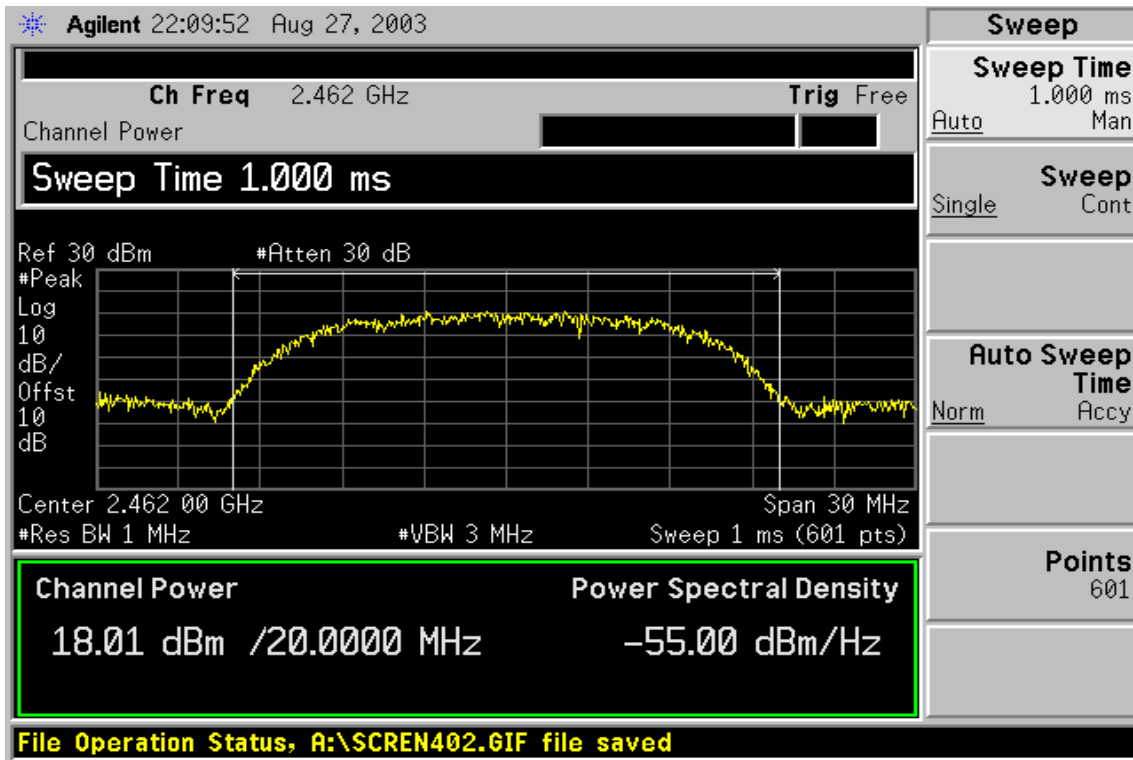 Agilent 22:09:52 Aug 27, 2003
Sweep
Ch Freq 2.462 GHz Trig Free
Channel Power
Sweep Time 1.000 ms
Ref 30 dBm #Atten 30 dB
#Peak
Log
10
dB/
Offst
10
dB
Center 2.462 00 GHz Span 30 MHz
#Res BW 1 MHz #VBW 3 MHz Sweep 1 ms (601 pts)
Channel Power Power Spectral Density
18.01 dBm /20.0000 MHz -55.00 dBm/Hz
Sweep Time
1.000 ms
Auto Man
Sweep
Single Cont
Auto Sweep
Time
Norm Accy
Points
601
File Operation Status, A:\SCREN402.GIF file saved